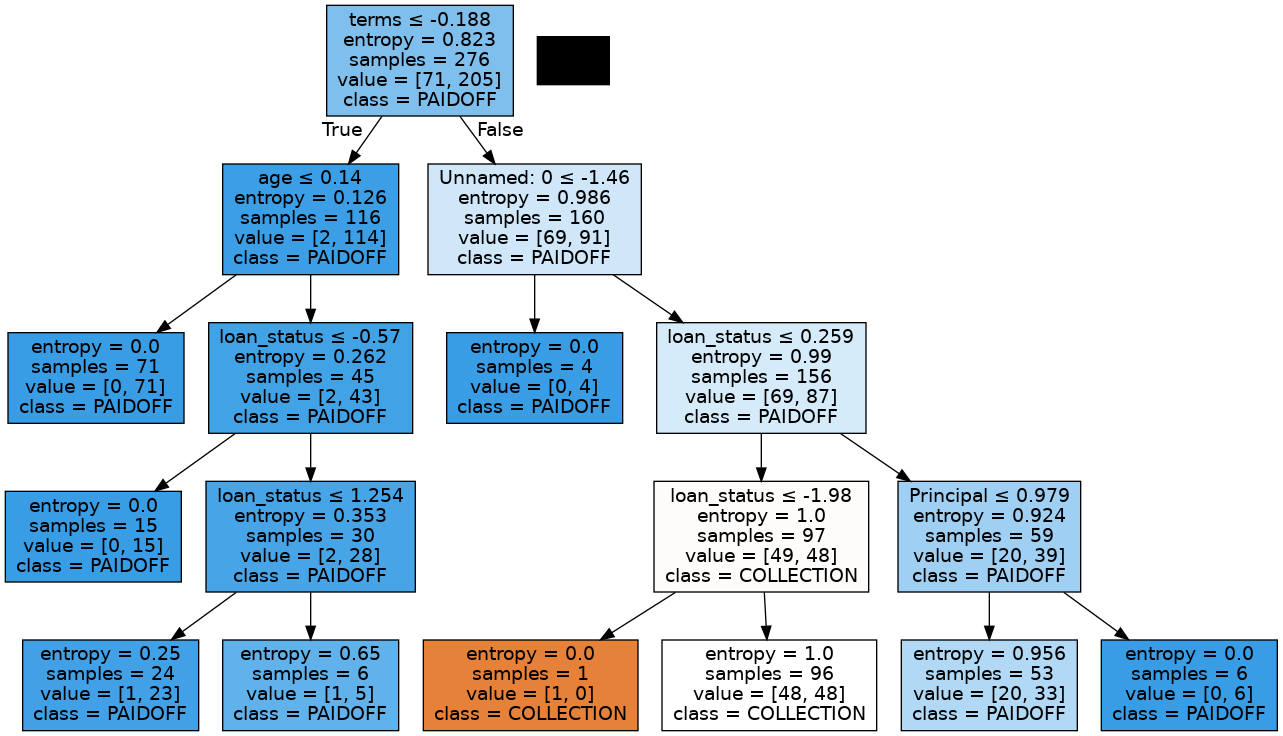 terms ≤ -0.188
entropy = 0.823
samples = 276
value = [71, 205]
class = PAIDOFF
True
False
age ≤ 0.14
entropy = 0.126
samples = 116
value = [2, 114]
class = PAIDOFF
Unnamed: 0 ≤ -1.46
entropy = 0.986
samples = 160
value = [69, 91]
class = PAIDOFF
entropy = 0.0
samples = 71
value = [0, 71]
class = PAIDOFF
loan_status ≤ -0.57
entropy = 0.262
samples = 45
value = [2, 43]
class = PAIDOFF
entropy = 0.0
samples = 4
value = [0, 4]
class = PAIDOFF
loan_status ≤ 0.259
entropy = 0.99
samples = 156
value = [69, 87]
class = PAIDOFF
entropy = 0.0
samples = 15
value = [0, 15]
class = PAIDOFF
loan_status ≤ 1.254
entropy = 0.353
samples = 30
value = [2, 28]
class = PAIDOFF
loan_status ≤ -1.98
entropy = 1.0
samples = 97
value = [49, 48]
class = COLLECTION
Principal ≤ 0.979
entropy = 0.924
samples = 59
value = [20, 39]
class = PAIDOFF
entropy = 0.25
samples = 24
value = [1, 23]
class = PAIDOFF
entropy = 0.65
samples = 6
value = [1, 5]
class = PAIDOFF
entropy = 0.0
samples = 1
value = [1, 0]
class = COLLECTION
entropy = 1.0
samples = 96
value = [48, 48]
class = COLLECTION
entropy = 0.956
samples = 53
value = [20, 33]
class = PAIDOFF
entropy = 0.0
samples = 6
value = [0, 6]
class = PAIDOFF